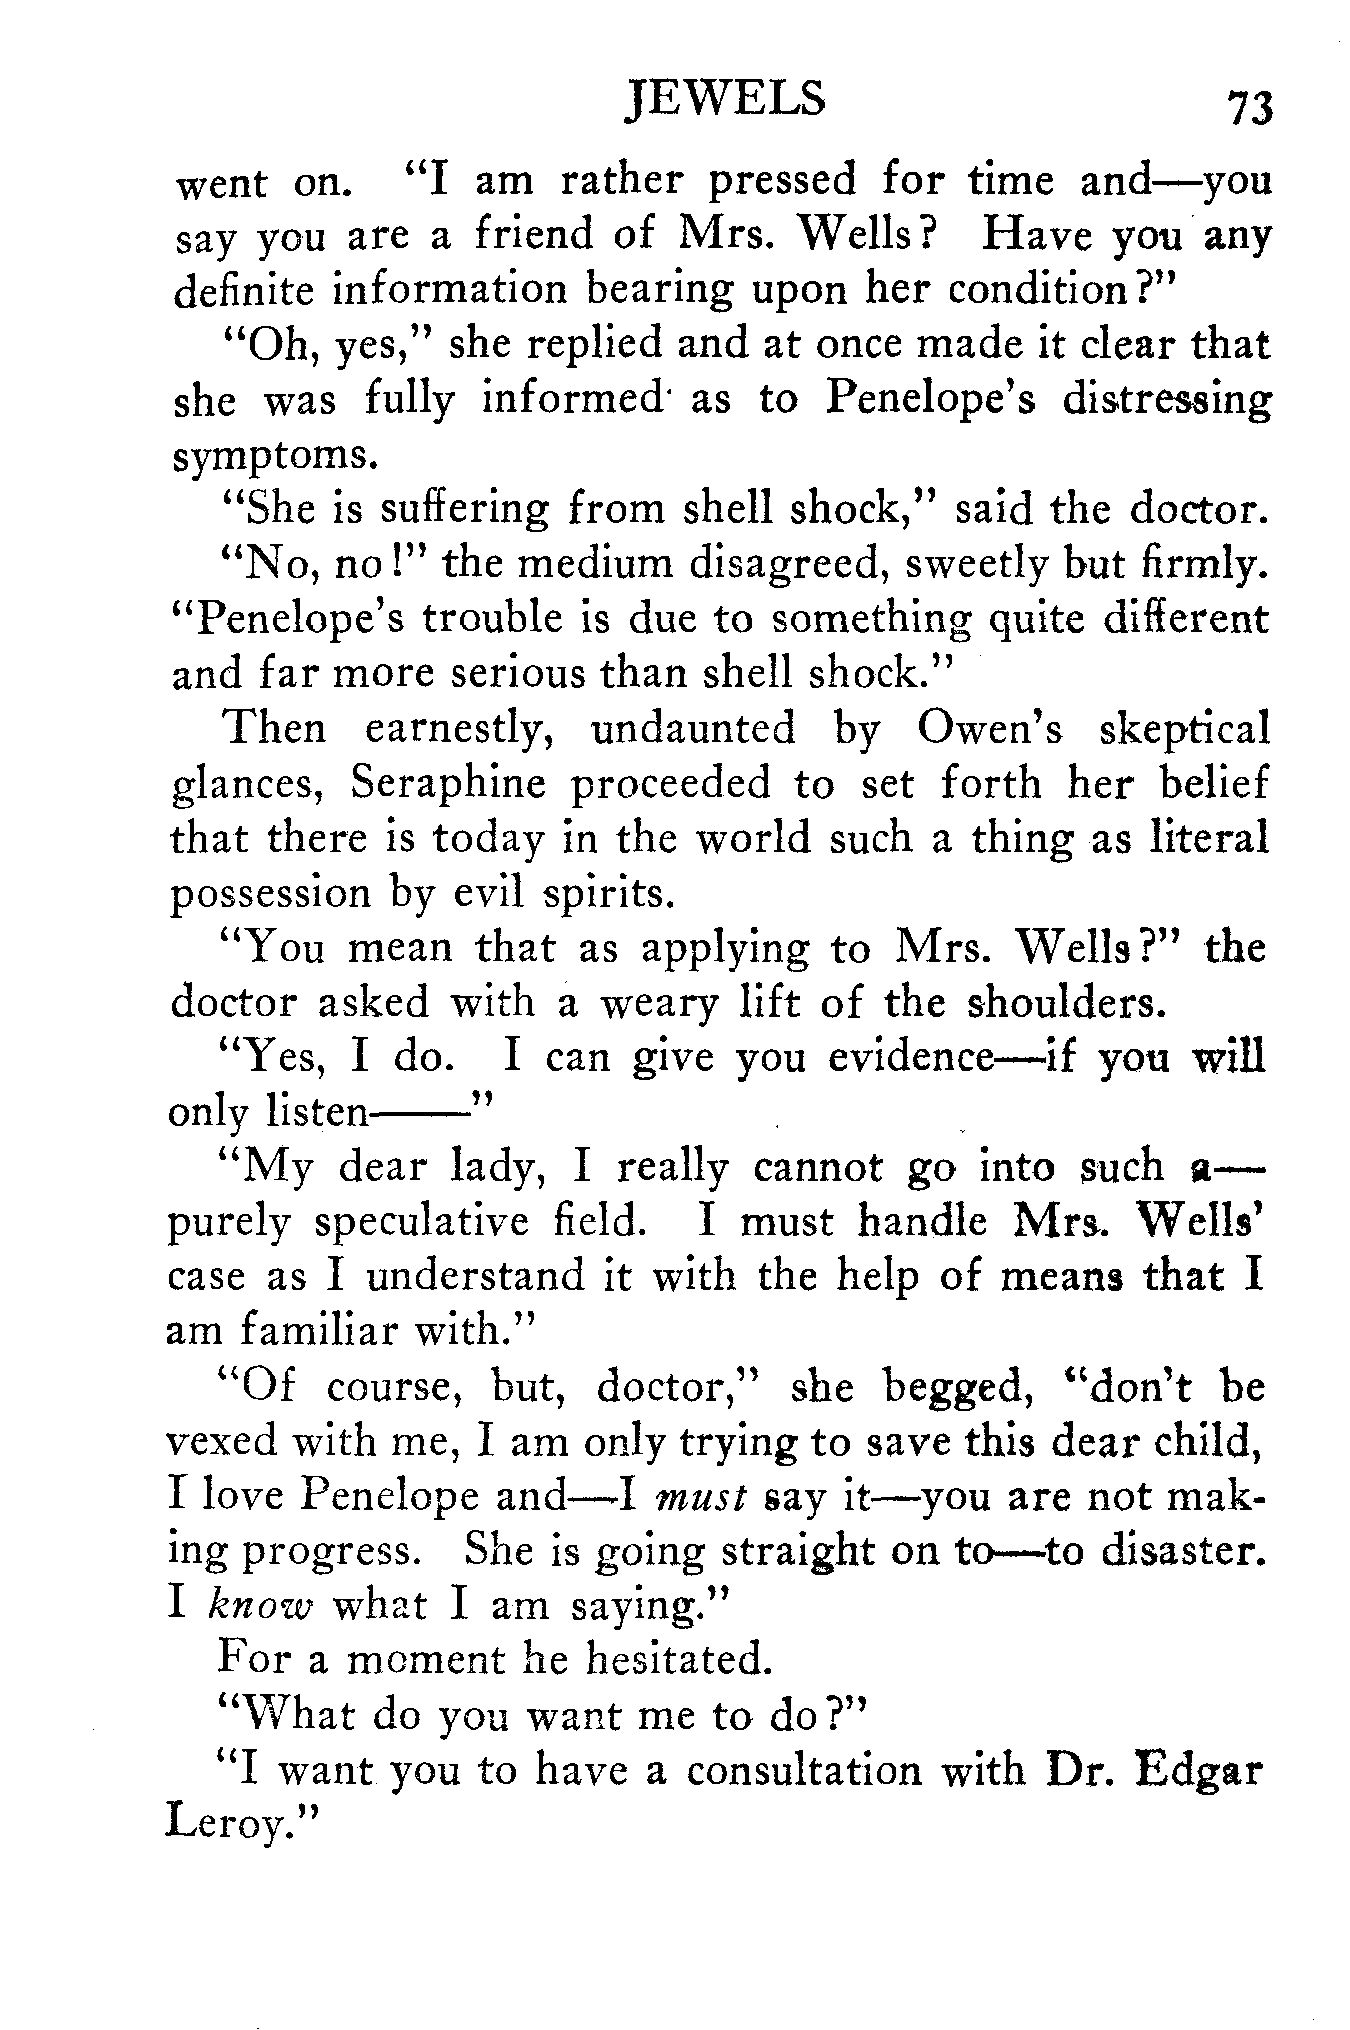 JEWELS 73
went on. “I am rather pressed for time and—you
say you are a friend of Mrs. Wells? Have you any
definite information bearing upon her condition?”
“Oh, yes,” she replied and at once made it clear that
she was fully informed as to Penelope’s distressing
symptoms.
“She is suffering from shell shock,” said the doctor.
“No, no!” the medium disagreed, sweetly but firmly.
“Penelope’s trouble is due to something quite different
and far more serious than shell shock.”
Then earnestly, undaunted by Owen’s skeptical
glances, Seraphine proceeded to set forth her belief
that there is today in the world such a thing as literal
possession by evil spirits.
“You mean that as applying to Mrs. Wells?” the
doctor asked with a weary lift of the shoulders.
“Yes, I do. I can give you evidence—if you will
only listen——”
“My dear lady, I really cannot go into such a—
purely speculative field. I must handle Mrs. Wells’
case as I understand it with the help of means that I
am familiar with.”
“Of course, but, doctor,” she begged, “don’t be
vexed with me, I am only trying to save this dear child,
I love Penelope and—I must say it—you are not mak-
ing progress. She is going straight on to—to disaster.
I know what I am saying.”
For a moment he hesitated.
“What do you want me to do?”
“I want you to have a consultation with Dr. Edgar
Leroy.”